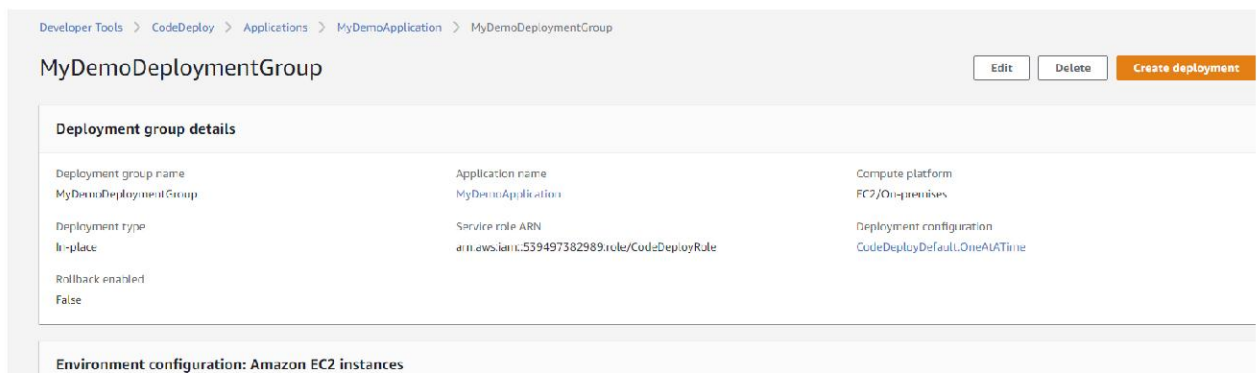 Developer Tools > CodeDeploy > Applications > MyDemoApplication > MyDemoDeploymentGroup
MyDemoDeploymentGroup Edit Delete Create deployment
Deployment group details
Deployment group name Application name Compute platform
MyDemoDeploymentGroup MyDemoApplication EC2/On-premises
Deployment type Service role ARN Deployment configuration
In-place arn:aws:iam::539497382989:role/CodeDeployRole CodeDeployDefault.OneAtATime
Rollback enabled
False
Environment configuration: Amazon EC2 instances